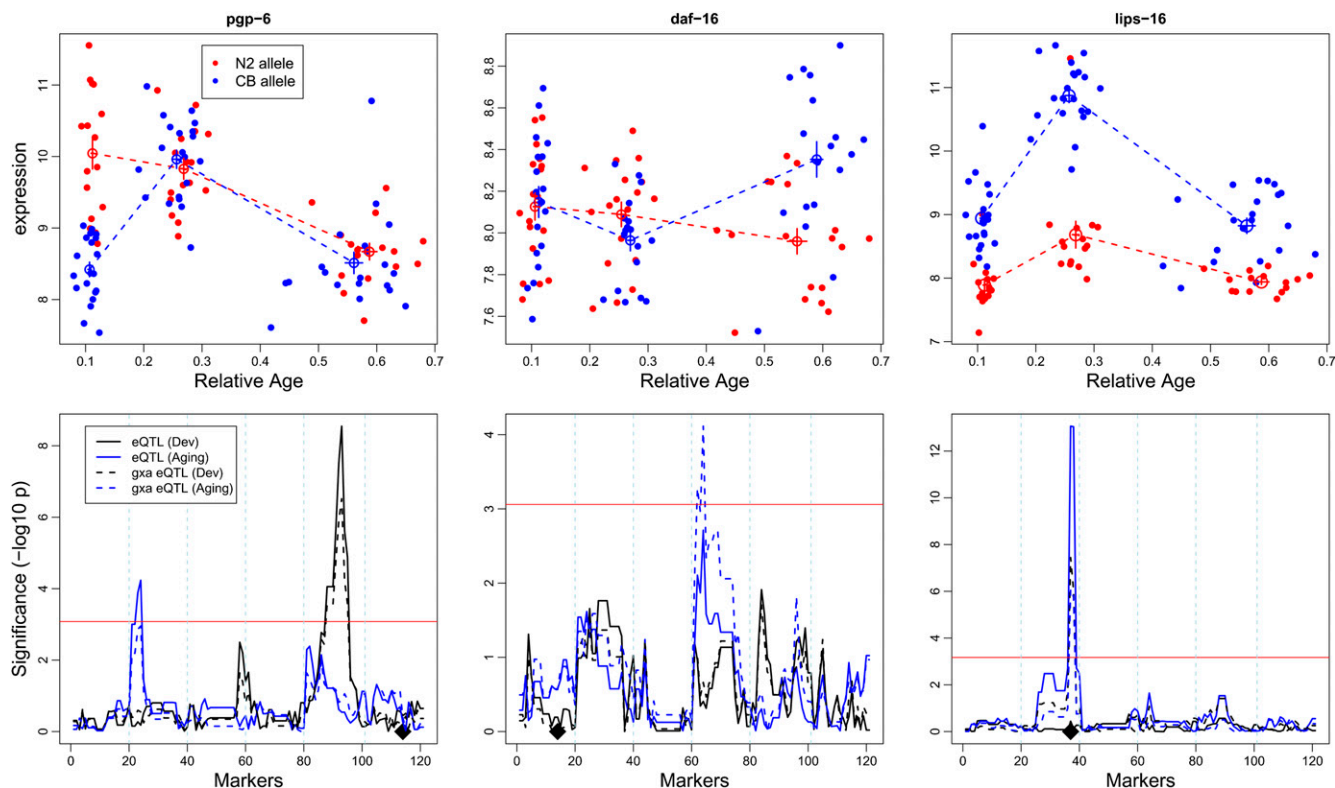 pgp−6
daf−16
lips−16
N2 allele
CB allele
expression
11
10
9
8
0.1 0.2 0.3 0.4 0.5 0.6 0.7
Relative Age
8.8
8.6
8.4
8.2
8.0
7.8
7.6
0.1 0.2 0.3 0.4 0.5 0.6 0.7
Relative Age
11
10
9
8
7
0.1 0.2 0.3 0.4 0.5 0.6 0.7
Relative Age
eQTL (Dev)
eQTL (Aging)
gxa eQTL (Dev)
gxa eQTL (Aging)
Significance (−log10 p)
8
6
4
2
0
0 20 40 60 80 100 120
Markers
4
3
2
1
0
0 20 40 60 80 100 120
Markers
12
10
8
6
4
2
0
0 20 40 60 80 100 120
Markers